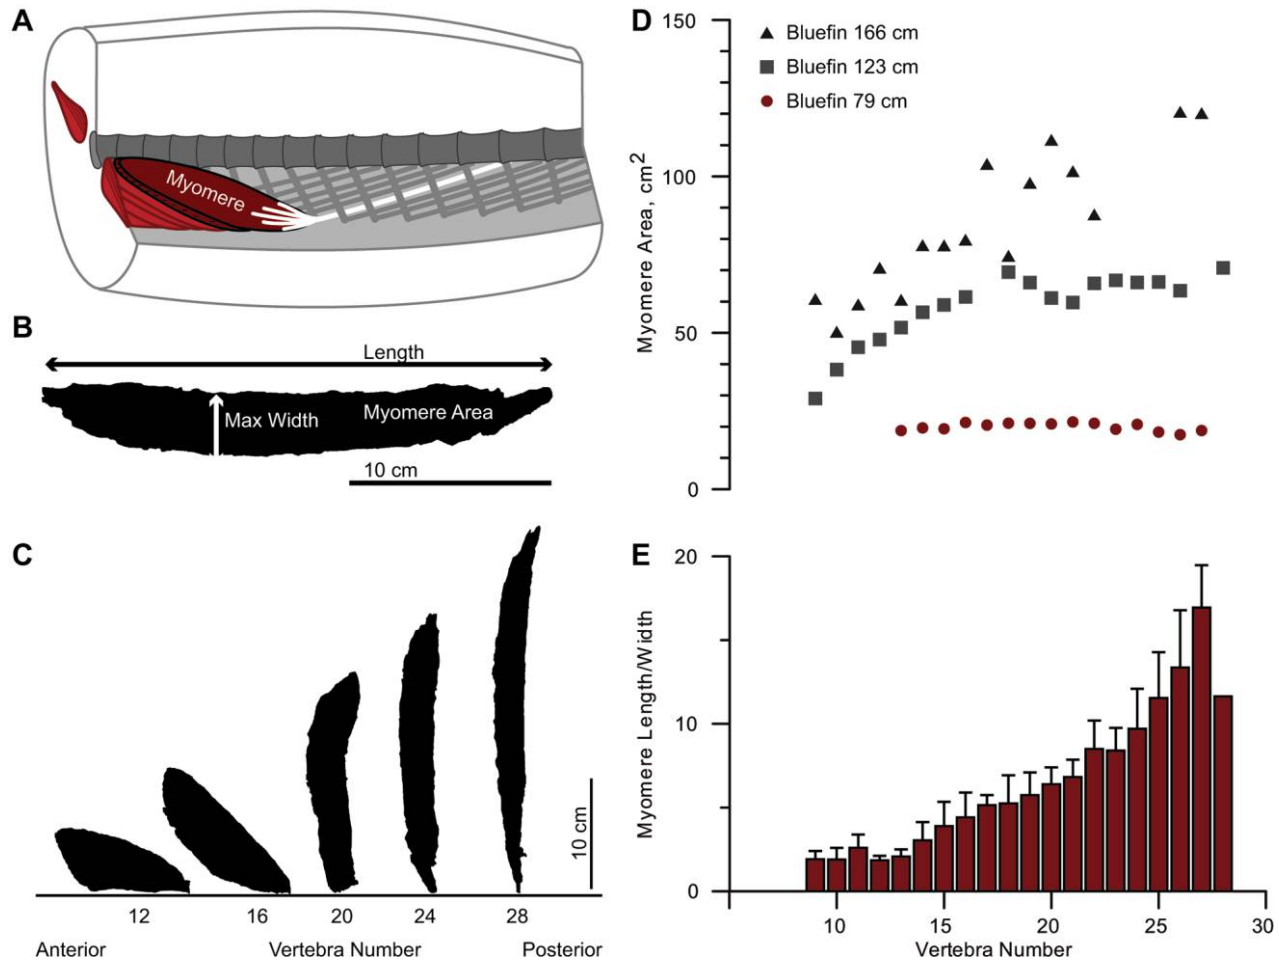 A
Myomere
B
Length
Max Width
Myomere Area
10 cm
C
10 cm
12 16 20 24 28
Anterior Vertebra Number Posterior
D
150
100
50
0
Myomere Area, cm²
Bluefin 166 cm
Bluefin 123 cm
Bluefin 79 cm
E
20
10
0
Myomere Length/Width
10 15 20 25 30
Vertebra Number